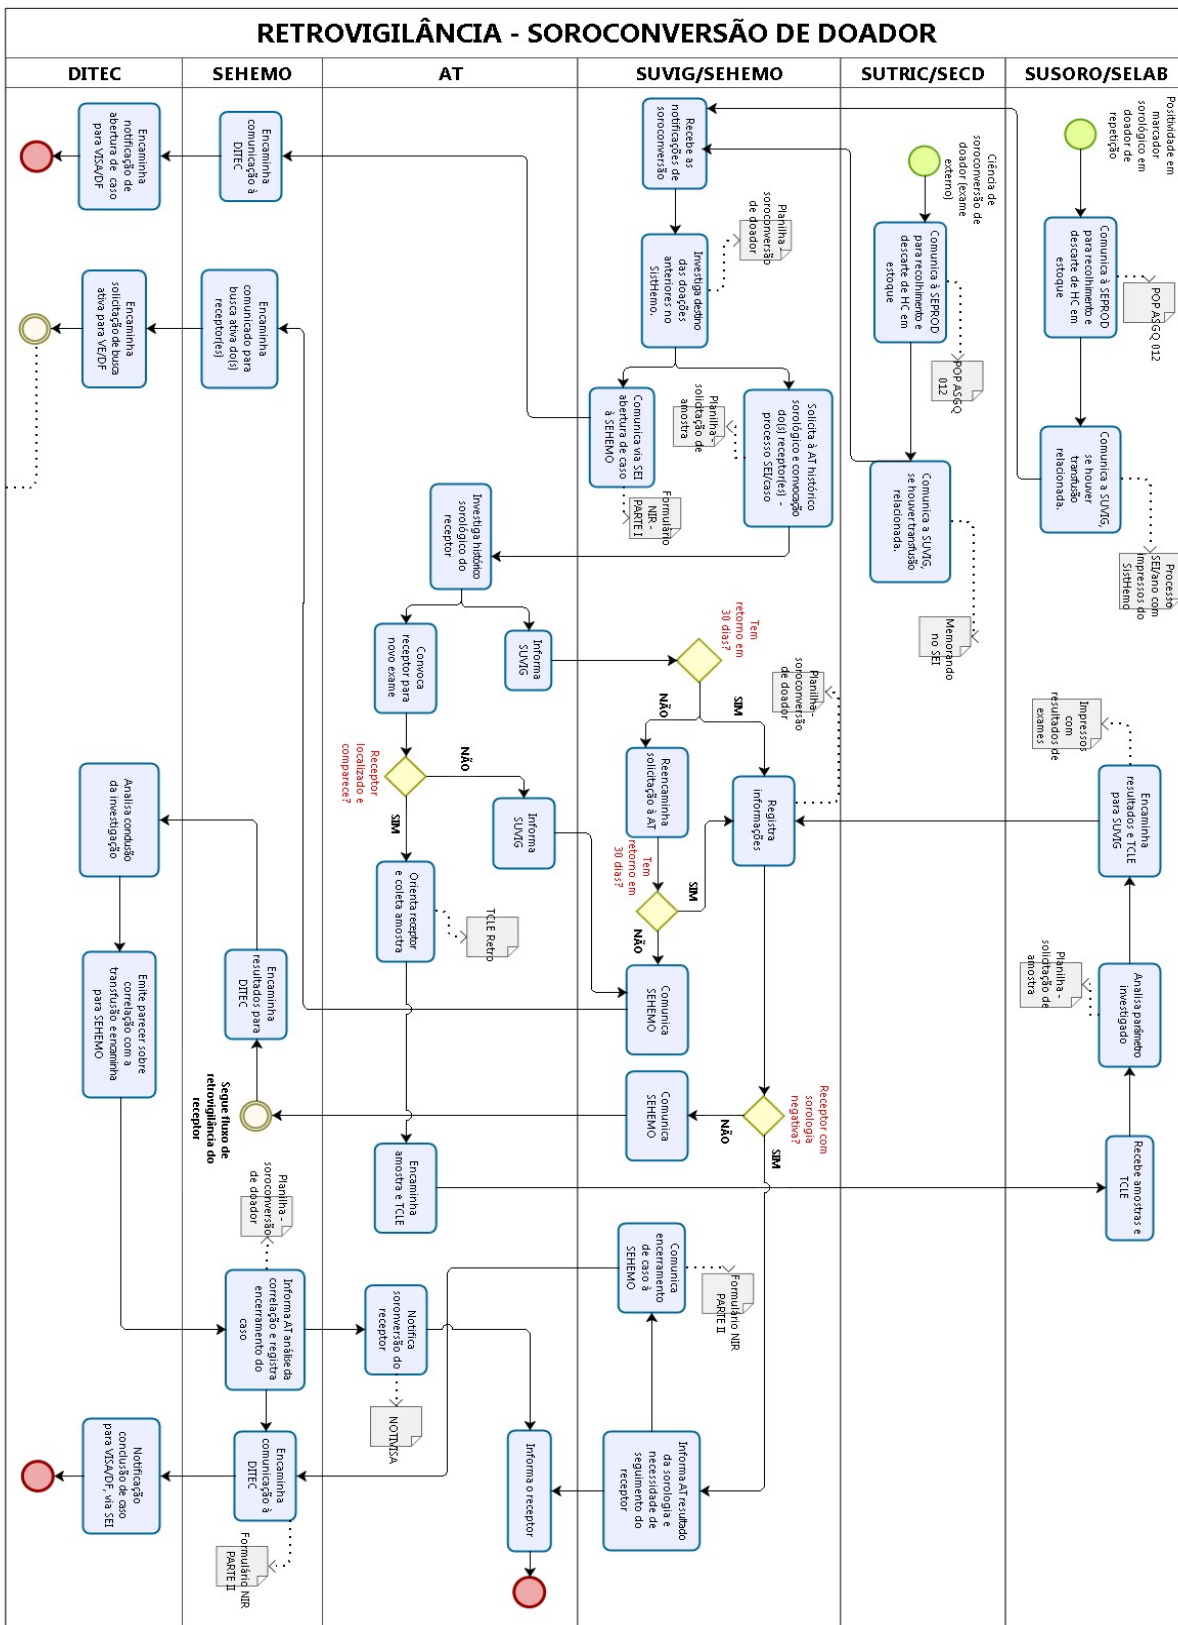 RETROVIGILÂNCIA - SOROCONVERSÃO DE DOADOR
DITEC
SEHEMO
AT
SUVIG/SEHEMO
SUTRIC/SECD
SUSORO/SELAB
Positividade em
marcador
sorológico em
doador de
repetição
Comunica à SEPROD
para recolhimento e
descarte de HC em
estoque
POP ASGQ 012
Comunica a SUVIG,
se houver transfusão
relacionada.
Processo
SEI/ano com
impressos do
SistHemo
Recebe amostras e
TCLE
Analisa parâmetro
investigado
Planilha -
solicitação de
amostra
Encaminha
resultados e TCLE
para SUVIG
Impressos
com
resultados de
exames
Ciência de
soroconversão de
doador (exame
externo)
Comunica à SEPROD
para recolhimento e
descarte de HC em
estoque
POP ASGQ
012
Comunica a SUVIG,
se houver transfusão
relacionada.
Memorando
no SEI
Recebe as
notificações de
soroconversão
Investiga destino
das doações
anteriores no
SistHemo.
Planilha -
soroconversão
de doador
Solicita à AT histórico
sorológico e convocação
do(s) receptor(es) -
processo SEI/caso
Planilha -
solicitação de
amostra
Comunica via SEI
abertura de caso
à SEHEMO
Formulário
NIR -
PARTE I
Tem
retorno em
30 dias?
SIM
NÃO
Registra
informações
Planilha -
soroconversão
de doador
Reencaminha
solicitação à AT
Tem
retorno em
30 dias?
SIM
NÃO
Comunica
SEHEMO
Receptor com
sorologia
negativa?
NÃO
SIM
Comunica
SEHEMO
Comunica
encerramento
de caso à
SEHEMO
Formulário NIR
PARTE II
Informa AT resultado
da sorologia e
necessidade de
seguimento do
receptor
Investiga histórico
sorológico do
receptor
Informa
SUVIG
Convoca
receptor para
novo exame
Receptor
localizado e
comparece?
NÃO
SIM
Informa
SUVIG
Orienta receptor
e coleta amostra
TCLE Retro
Encaminha
amostra e TCLE
Notifica
soronversão do
receptor
NOTIVISA
Informa o receptor
Encaminha
comunicação à
DITEC
Encaminha
comunicado para
busca ativa do(s)
receptor(es)
Encaminha
resultados para
DITEC
Segue fluxo de
retrovigilância do
receptor
Planilha -
soroconversão
de doador
Informa AT análise da
correlação e registra
encerramento do
caso
Encaminha
comunicação à
DITEC
Formulário NIR
PARTE II
Encaminha
notificação de
abertura de caso
para VISA/DF
Encaminha
solicitação de busca
ativa para VE/DF
Analisa conclusão
da investigação
Emite parecer sobre
correlação com a
transfusão e encaminha
para SEHEMO
Notificação
conclusão de caso
para VISA/DF, via SEI